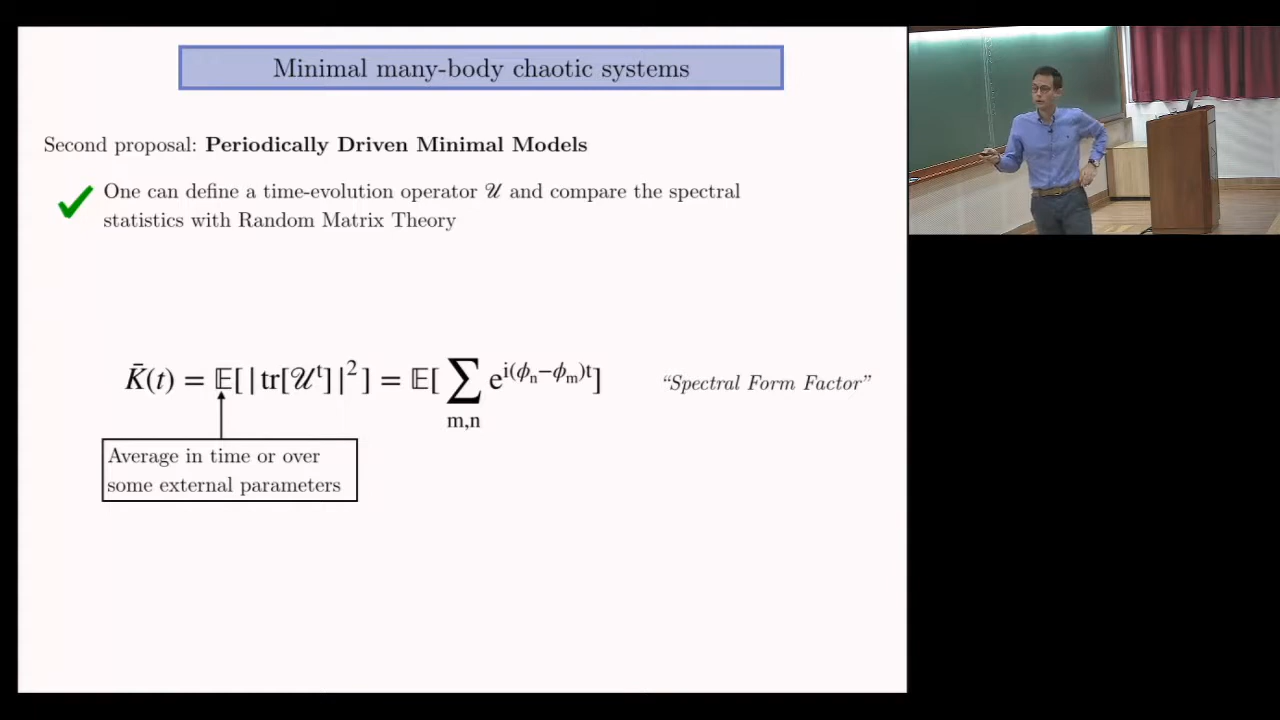 Minimal many-body chaotic systems
Second proposal: Periodically Driven Minimal Models
One can define a time-evolution operator 𝒰 and compare the spectral
statistics with Random Matrix Theory
K̄(t) = 𝔼[|tr[𝒰ᵗ]|²] = 𝔼[∑_{m,n} e^{i(ϕₙ−ϕₘ)t}]
“Spectral Form Factor”
Average in time or over
some external parameters